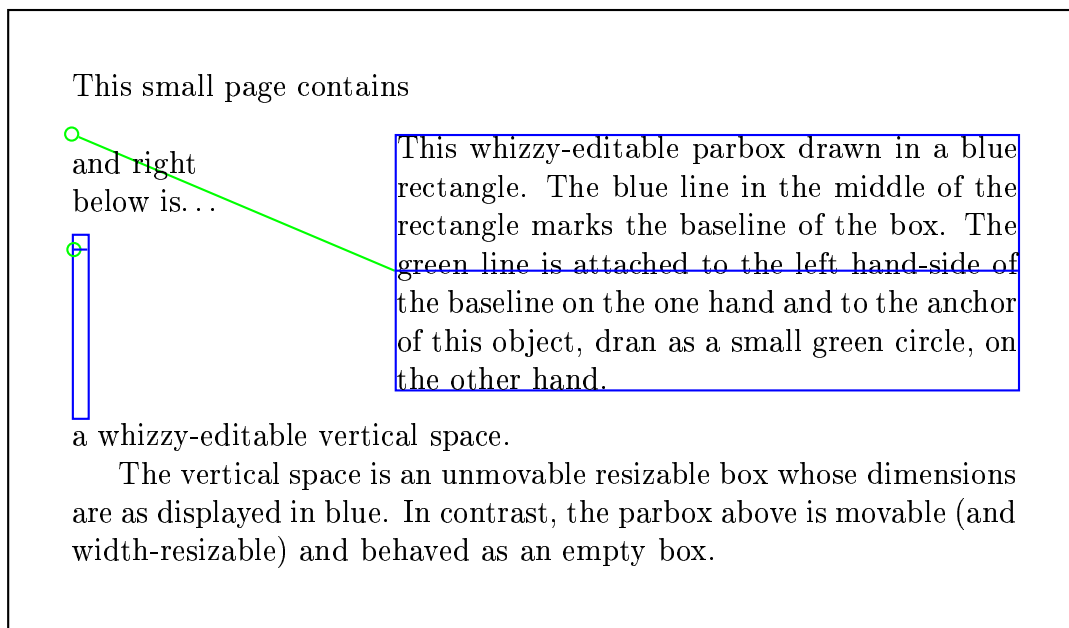 This small page contains
and right
below is...
This whizzy-editable parbox drawn in a blue
rectangle. The blue line in the middle of the
rectangle marks the baseline of the box. The
green line is attached to the left hand-side of
the baseline on the one hand and to the anchor
of this object, dran as a small green circle, on
the other hand.
a whizzy-editable vertical space.
The vertical space is an unmovable resizable box whose dimensions
are as displayed in blue. In contrast, the parbox above is movable (and
width-resizable) and behaved as an empty box.